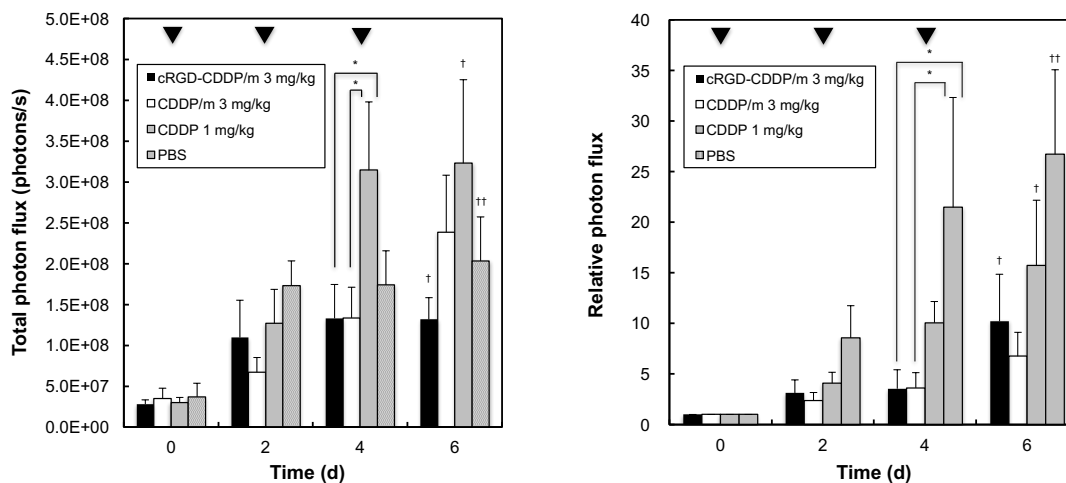 Total photon flux (photons/s)
5.0E+08
4.5E+08
4.0E+08
3.5E+08
3.0E+08
2.5E+08
2.0E+08
1.5E+08
1.0E+08
5.0E+07
0.0E+00
cRGD-CDDP/m 3 mg/kg
CDDP/m 3 mg/kg
CDDP 1 mg/kg
PBS
*
*
†
†
††
0 2 4 6
Time (d)
Relative photon flux
40
35
30
25
20
15
10
5
0
cRGD-CDDP/m 3 mg/kg
CDDP/m 3 mg/kg
CDDP 1 mg/kg
PBS
*
*
†
†
††
0 2 4 6
Time (d)